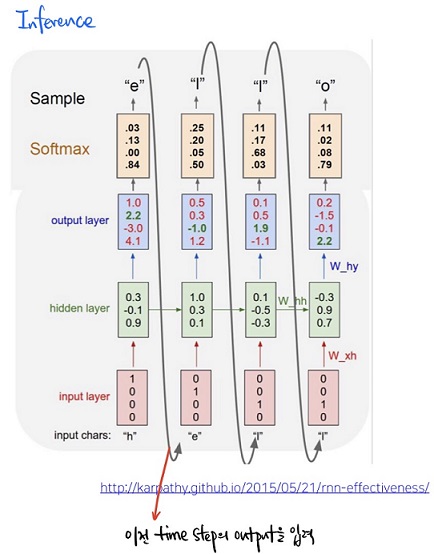 Inference
"e" "l" "l" "o"
Sample
Softmax
.03 .25 .11 .11
.13 .20 .17 .02
.00 .05 .68 .08
.84 .50 .03 .79
output layer
1.0 0.5 0.1 0.2
2.2 0.3 0.5 -1.5
-3.0 -1.0 1.9 -0.1
4.1 1.2 -1.1 2.2
W_hy
hidden layer
0.3 1.0 0.1 -0.3
-0.1 0.3 -0.5 0.9
0.9 0.1 -0.3 0.7
W_hh
W_xh
input layer
1 0 0 0
0 1 0 0
0 0 1 1
0 0 0 0
input chars: "h" "e" "l" "l"
http://karpathy.github.io/2015/05/21/rnn-effectiveness/
이전 time step의 output을 입력